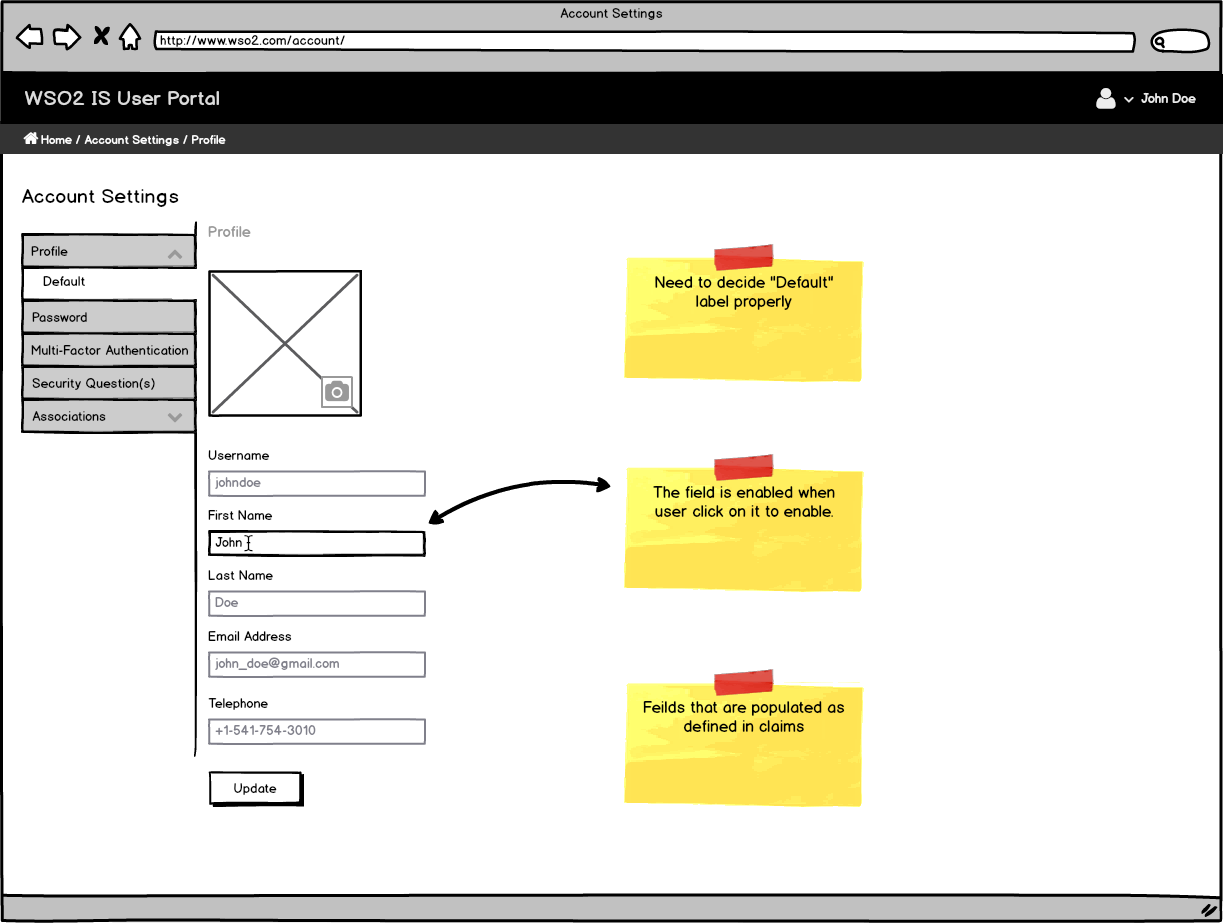 Account Settings
http://www.wso2.com/account/
WSO2 IS User Portal
John Doe
Home / Account Settings / Profile
Account Settings
Profile
Default
Password
Multi-Factor Authentication
Security Question(s)
Associations
Profile
Username
johndoe
First Name
John
Last Name
Doe
Email Address
john_doe@gmail.com
Telephone
+1-541-754-3010
Update
Need to decide "Default"
label properly
The field is enabled when
user click on it to enable.
Feilds that are populated as
defined in claims